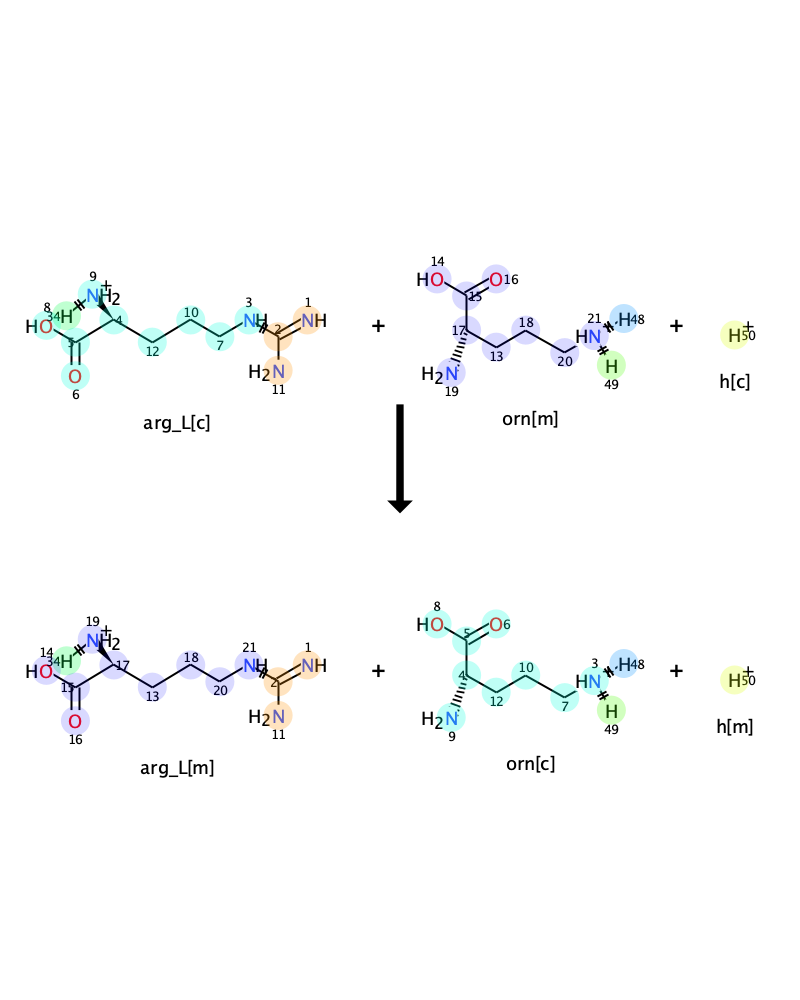 9 NH2+ 34H 8 HO 5 4 12 10 7 3 NH 2 1 NH O 6 H2N 11
+
14 HO O16 15 17 18 13 20 21 HN H48 H 49 H2N 19
+
H+50
arg_L[c]
orn[m]
h[c]
19 NH2+ 34H 14 HO 15 17 13 18 20 21 NH 2 1 NH O 16 H2N 11
+
8 HO O6 5 4 10 12 7 3 HN H48 H 49 H2N 9
+
H+50
arg_L[m]
orn[c]
h[m]